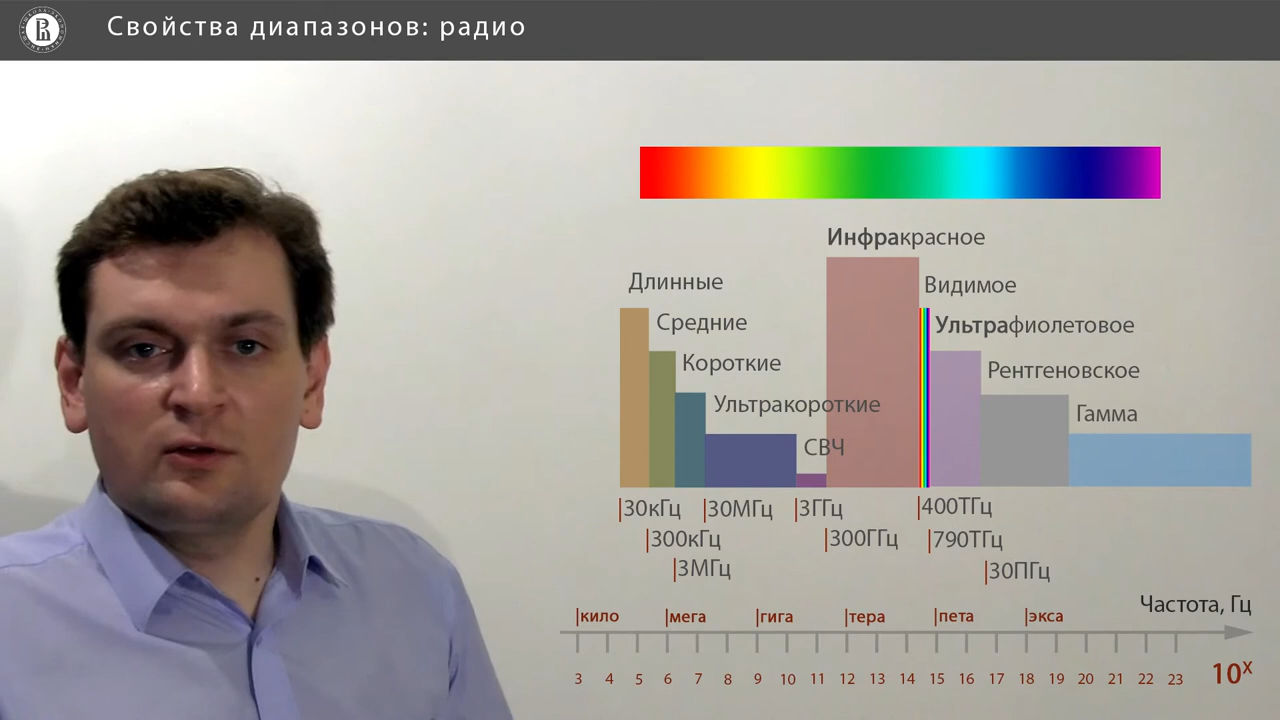 Свойства диапазонов: радио
Инфракрасное
Длинные
Видимое
Средние
Ультрафиолетовое
Короткие
Рентгеновское
Ультракороткие
Гамма
СВЧ
|30кГц |30МГц |3ГГц |400ТГц
|300кГц |300ГГц |790ТГц
|3МГц |30ПГц
Частота, Гц
|кило |мега |гига |тера |пета |экса
3 4 5 6 7 8 9 10 11 12 13 14 15 16 17 18 19 20 21 22 23 10ˣ